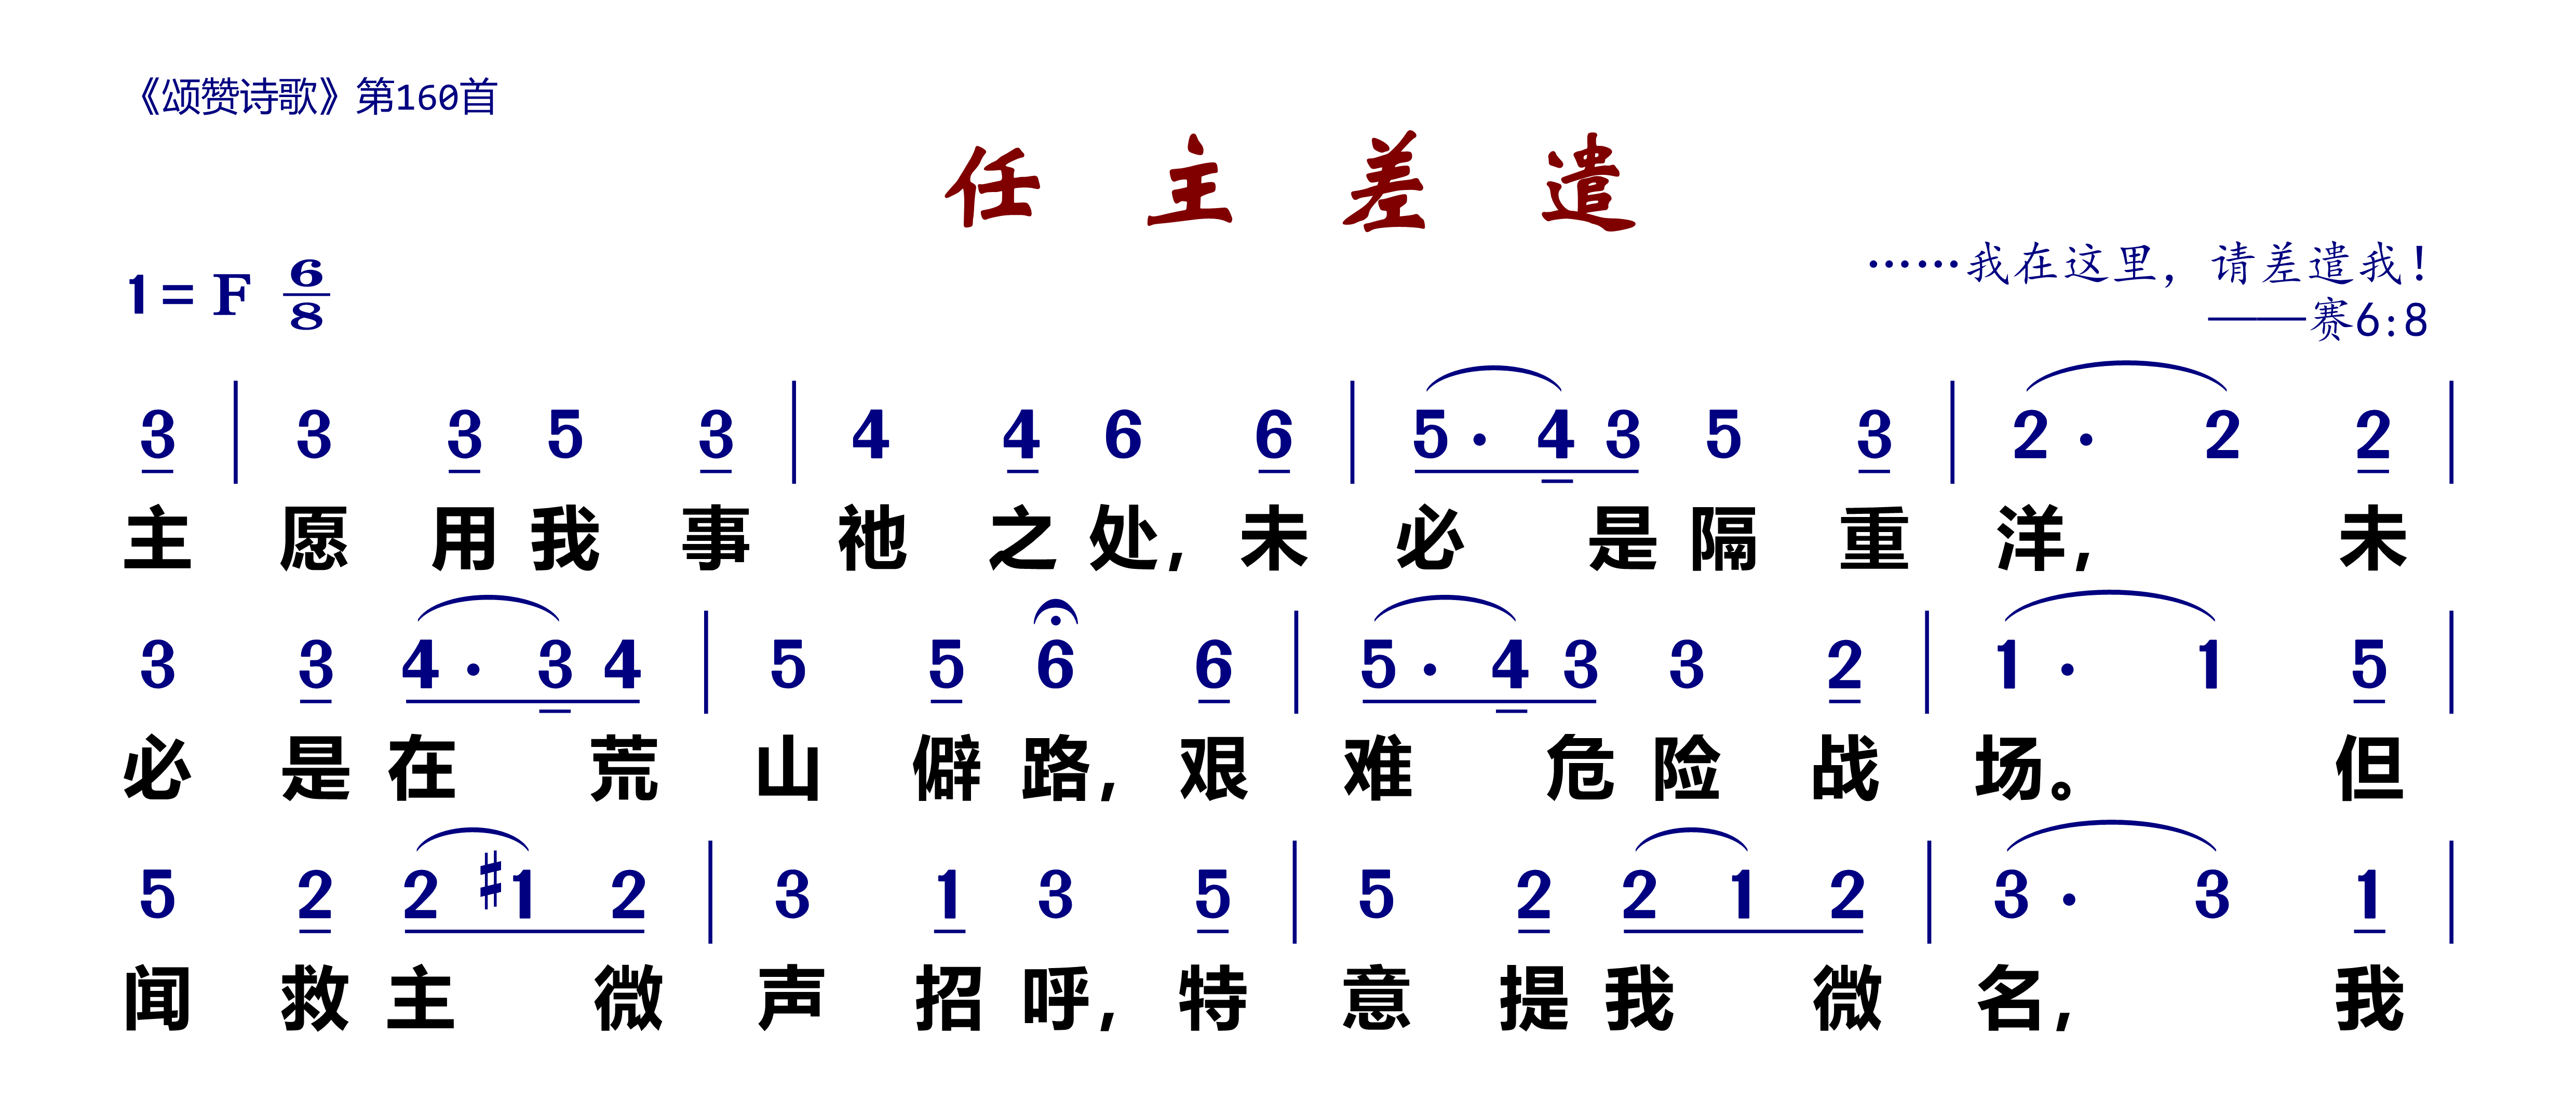 《颂赞诗歌》第160首
任主差遣
……我在这里，请差遣我！
1=F 6/8
——赛6:8
3 | 3 3 5 3 | 4 4 6 6 | 5· 4 3 5 3 | 2· 2 2 |
主愿用我事祂之处，未必是隔重洋，未
3 3 4· 3 4 | 5 5 6 6 | 5· 4 3 3 2 | 1· 1 5 |
必是在荒山僻路，艰难危险战场。但
5 2 2 #1 2 | 3 1 3 5 | 5 2 2 1 2 | 3· 3 1 |
闻救主微声招呼，特意提我微名，我